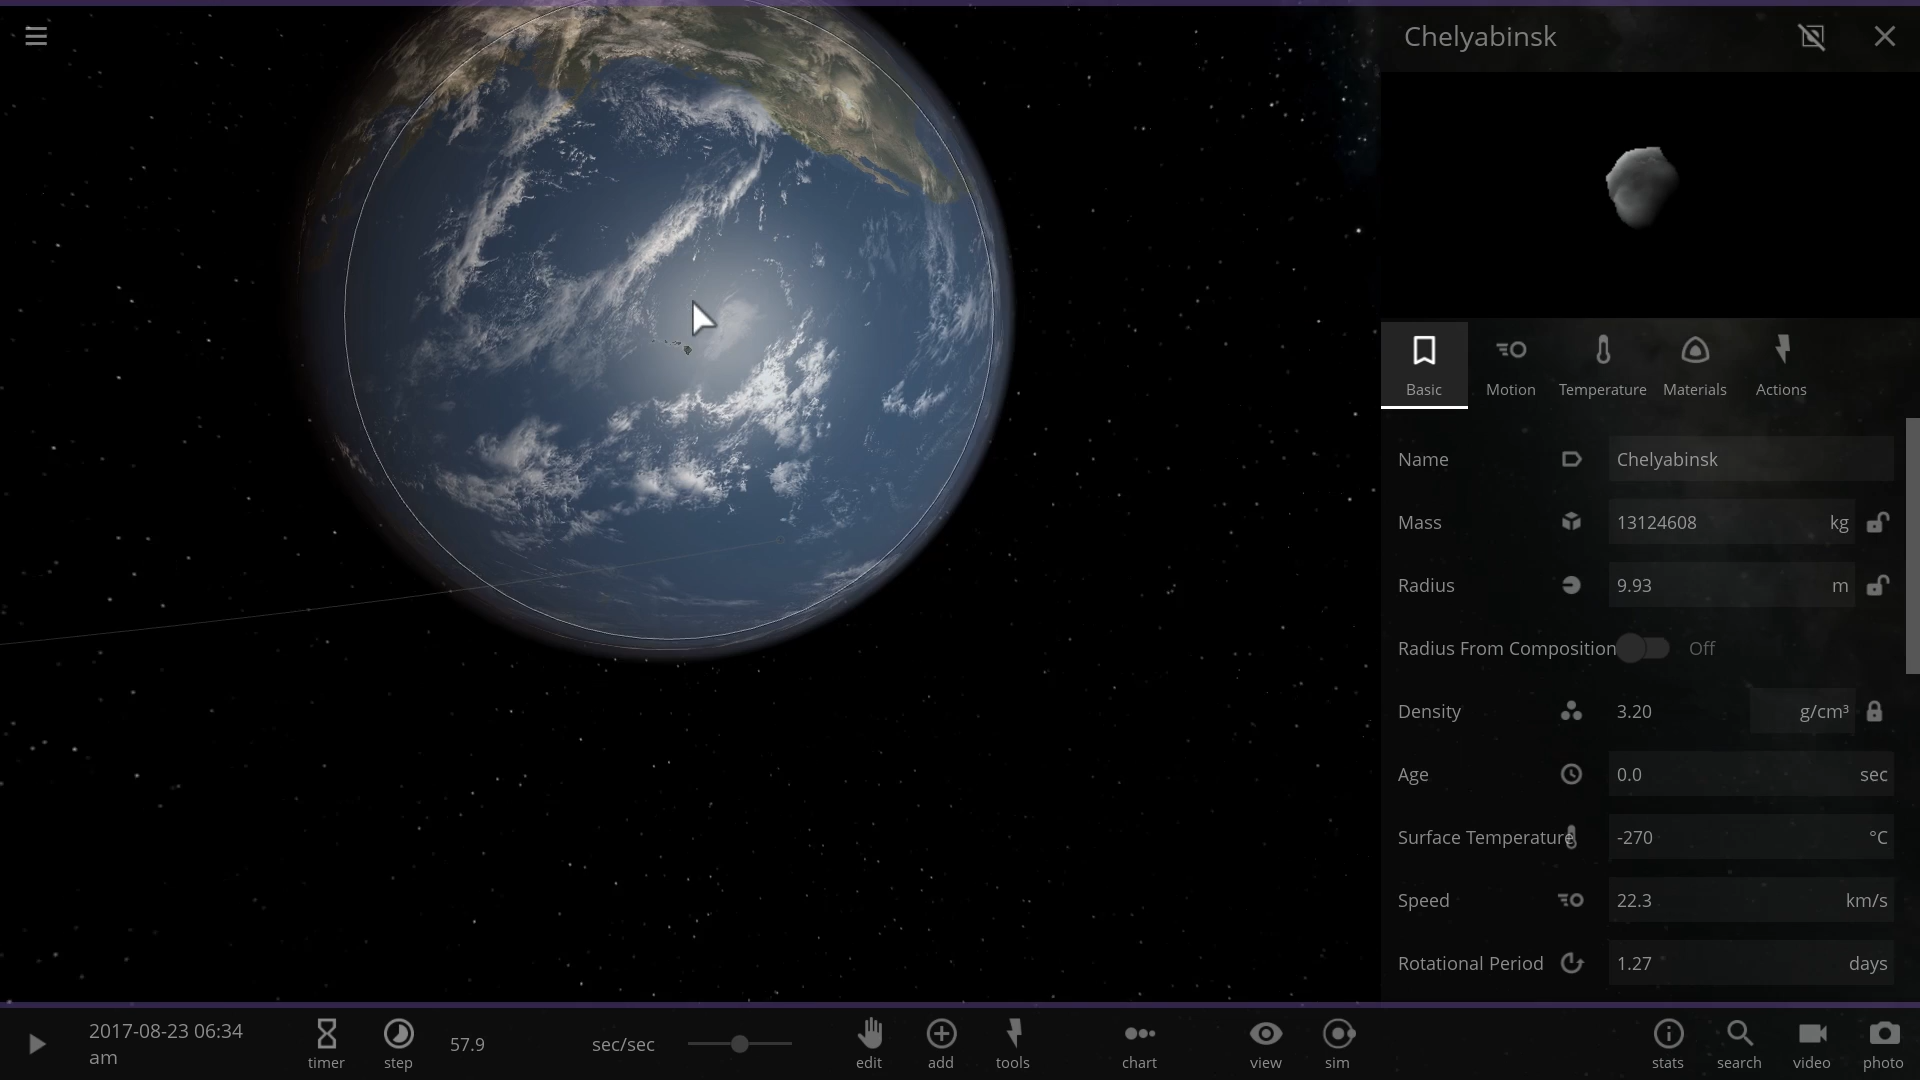 Chelyabinsk
Basic
Motion
Temperature
Materials
Actions
Name
Chelyabinsk
Mass
13124608 kg
Radius
9.93 m
Radius From Composition
Off
Density
3.20 g/cm³
Age
0.0 sec
Surface Temperature
-270 °C
Speed
22.3 km/s
Rotational Period
1.27 days
2017-08-23 06:34
am
timer
step
57.9 sec/sec
edit
add
tools
chart
view
sim
stats
search
video
photo